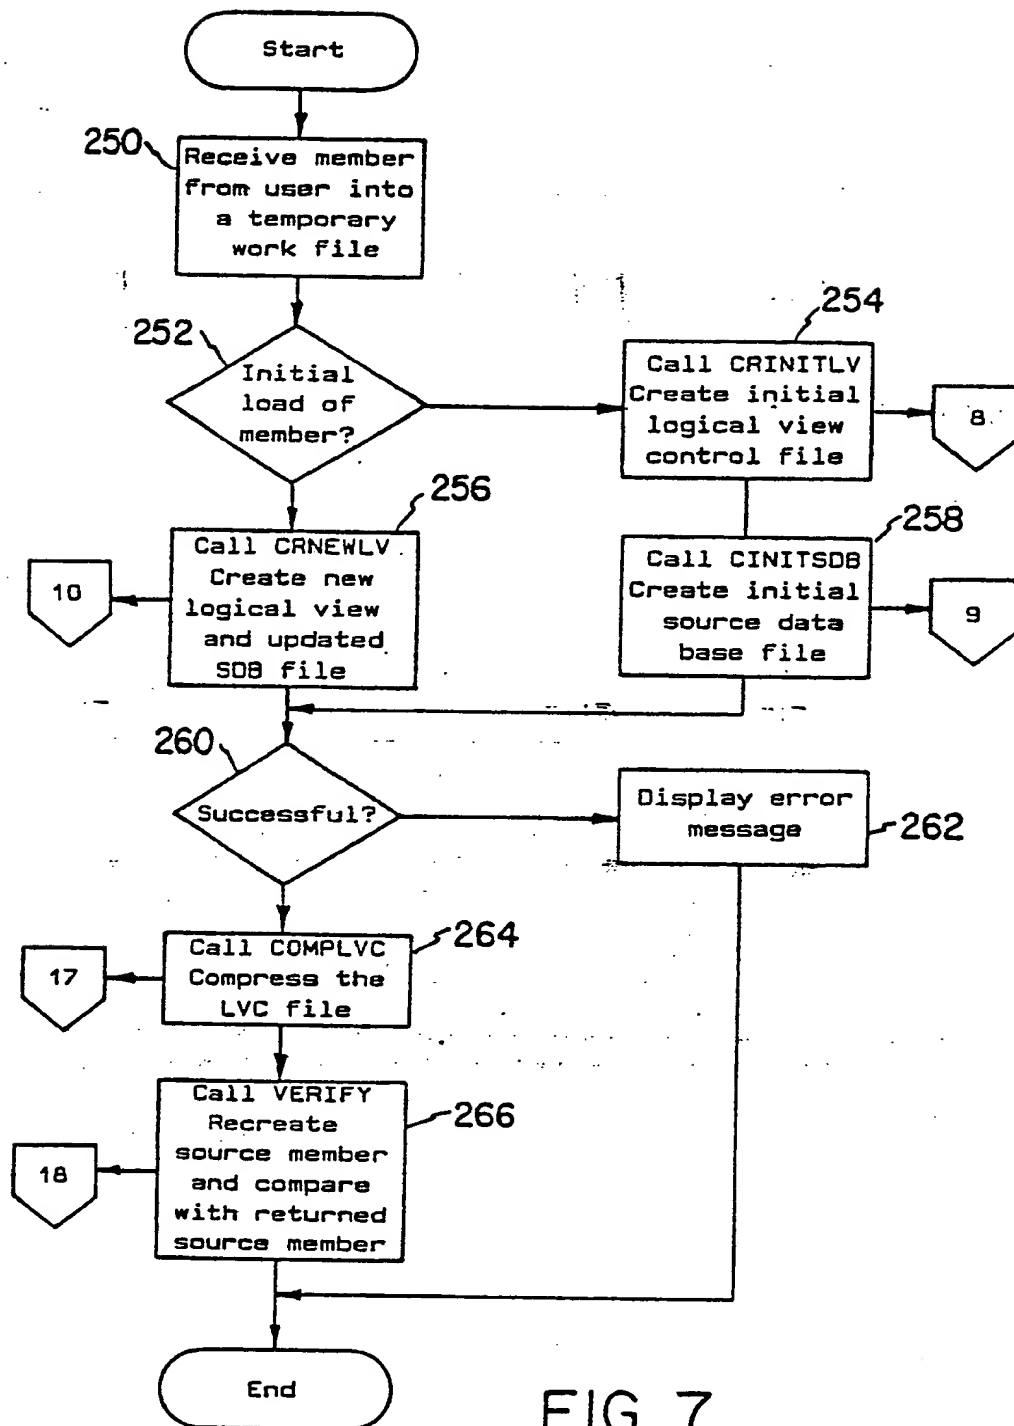 Start
250
Receive member
from user into
a temporary
work file
252
Initial
load of
member?
254
Call CRINITLV
Create initial
logical view
control file
8
256
Call CRNEWLV
Create new
logical view
and updated
SDB file
10
258
Call CINITSDB
Create initial
source data
base file
9
260
Successful?
Display error
message
262
264
Call COMPLVC
Compress the
LVC file
17
266
Call VERIFY
Recreate
source member
and compare
with returned
source member
18
End
FIG 7